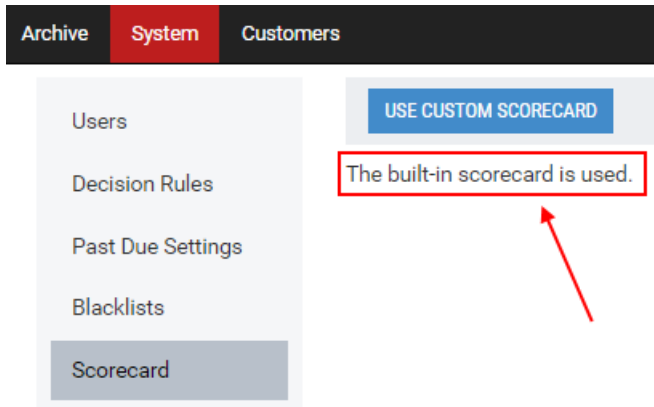 Archive System Customers
Users
USE CUSTOM SCORECARD
The built-in scorecard is used.
Decision Rules
Past Due Settings
Blacklists
Scorecard